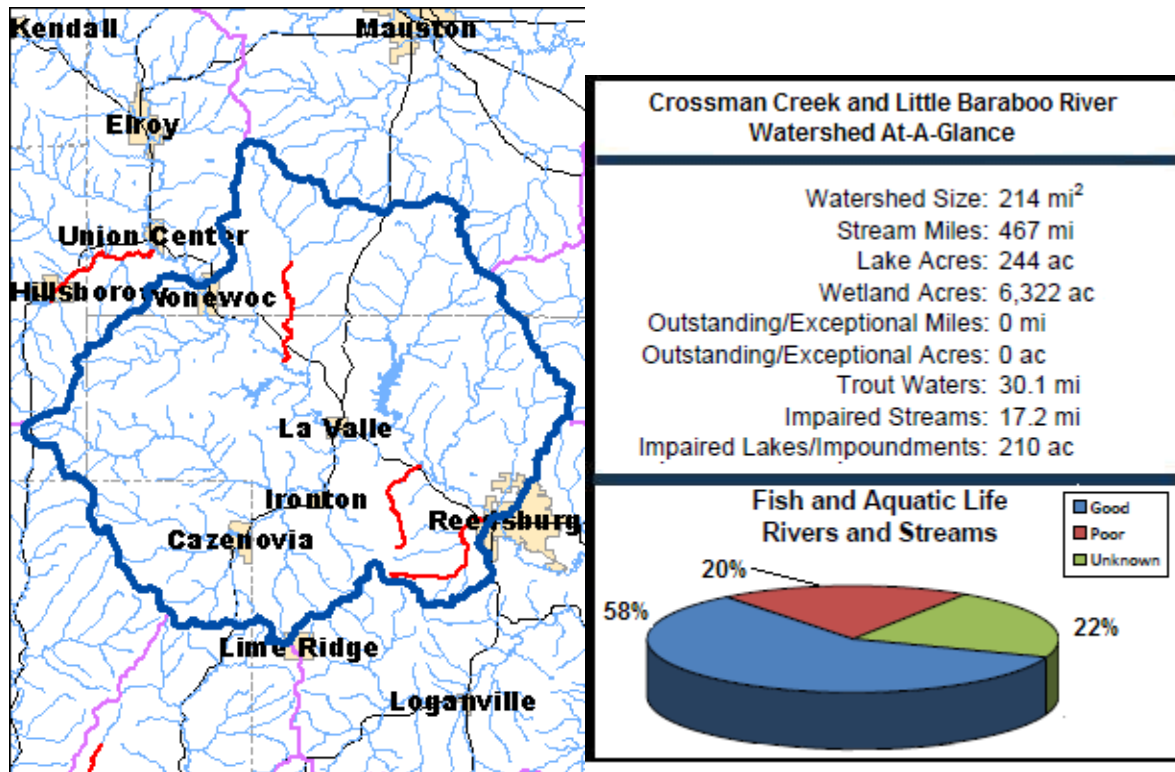 Kendall
Mauston
Elroy
Union Center
Hillsboro
Wonewoc
La Valle
Ironton
Reedsburg
Cazenovia
Lime Ridge
Loganville
Crossman Creek and Little Baraboo River
Watershed At-A-Glance
Watershed Size: 214 mi²
Stream Miles: 467 mi
Lake Acres: 244 ac
Wetland Acres: 6,322 ac
Outstanding/Exceptional Miles: 0 mi
Outstanding/Exceptional Acres: 0 ac
Trout Waters: 30.1 mi
Impaired Streams: 17.2 mi
Impaired Lakes/Impoundments: 210 ac
Fish and Aquatic Life
Rivers and Streams
Good
Poor
Unknown
20%
58%
22%